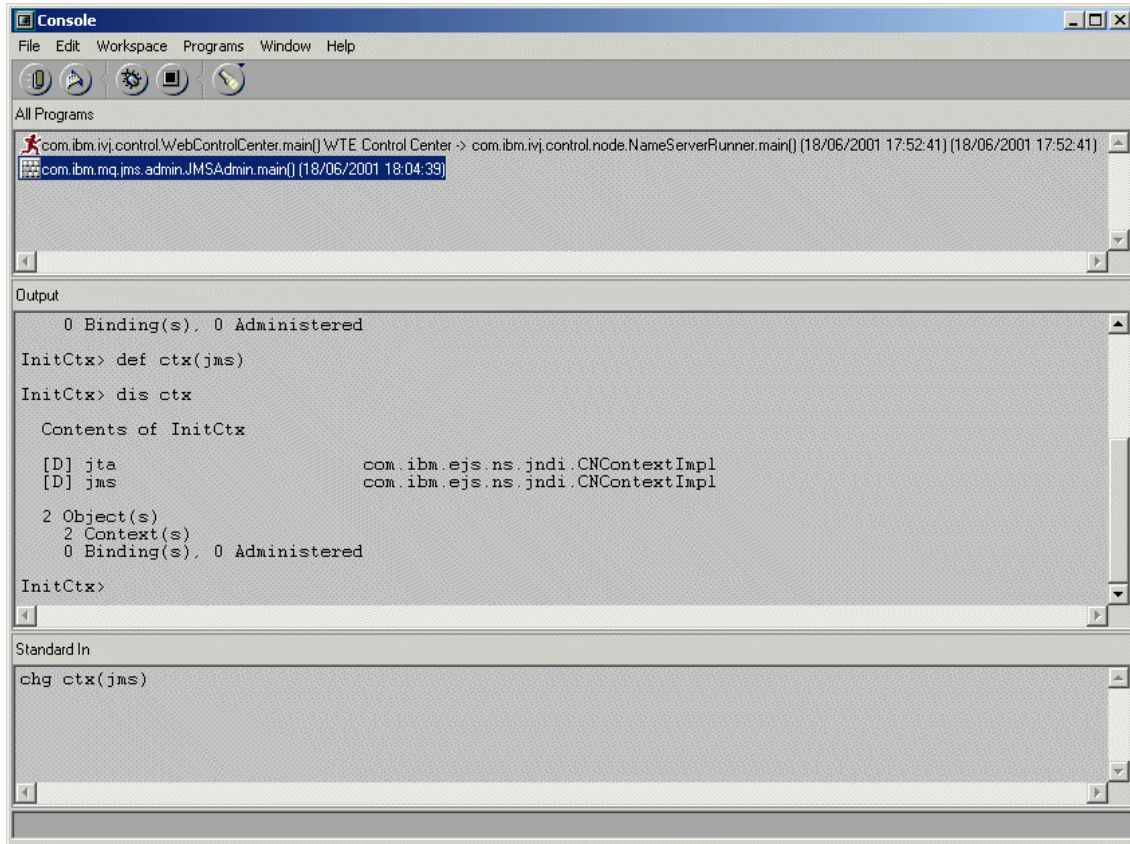 Console
File Edit Workspace Programs Window Help
All Programs
com.ibm.ivj.control.WebControlCenter.main() WTE Control Center -> com.ibm.ivj.control.node.NameServerRunner.main() (18/06/2001 17:52:41) (18/06/2001 17:52:41)
com.ibm.mq.jms.admin.JMSAdmin.main() (18/06/2001 18:04:39)
Output
0 Binding(s), 0 Administered
InitCtx> def ctx(jms)
InitCtx> dis ctx
Contents of InitCtx
[D] jta com.ibm.ejs.ns.jndi.CNContextImpl
[D] jms com.ibm.ejs.ns.jndi.CNContextImpl
2 Object(s)
2 Context(s)
0 Binding(s), 0 Administered
InitCtx>
Standard In
chg ctx(jms)